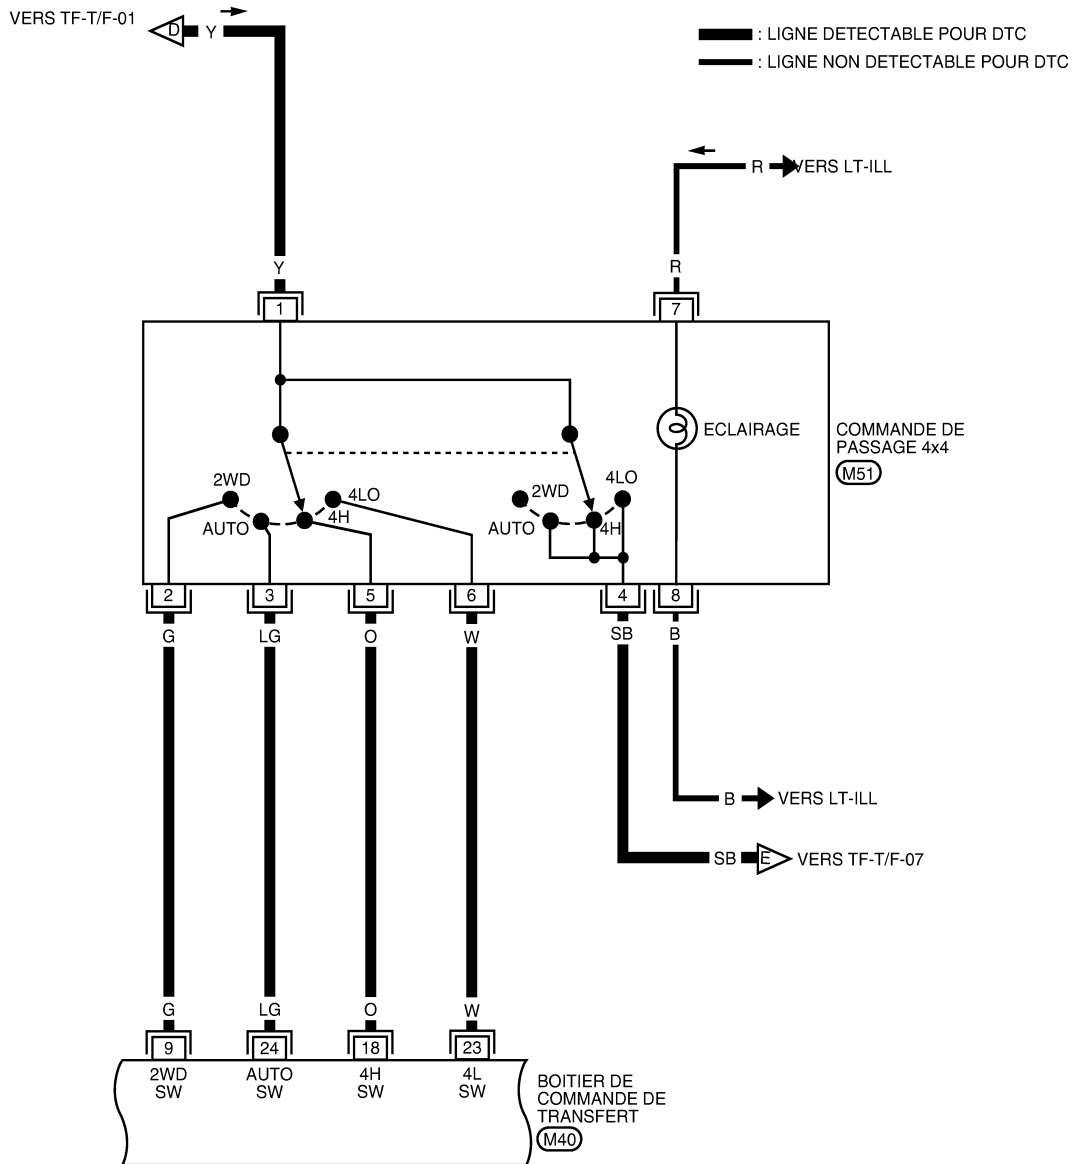 VERS TF-T/F-01
D
Y
: LIGNE DETECTABLE POUR DTC
: LIGNE NON DETECTABLE POUR DTC
R
VERS LT-ILL
Y
R
1
7
ECLAIRAGE
COMMANDE DE
PASSAGE 4x4
M51
2WD
4LO
AUTO
4H
2WD
4LO
AUTO
4H
2
3
5
6
4
8
G
LG
O
W
SB
B
B
VERS LT-ILL
SB
E
VERS TF-T/F-07
G
LG
O
W
9
24
18
23
2WD
SW
AUTO
SW
4H
SW
4L
SW
BOITIER DE
COMMANDE DE
TRANSFERT
M40